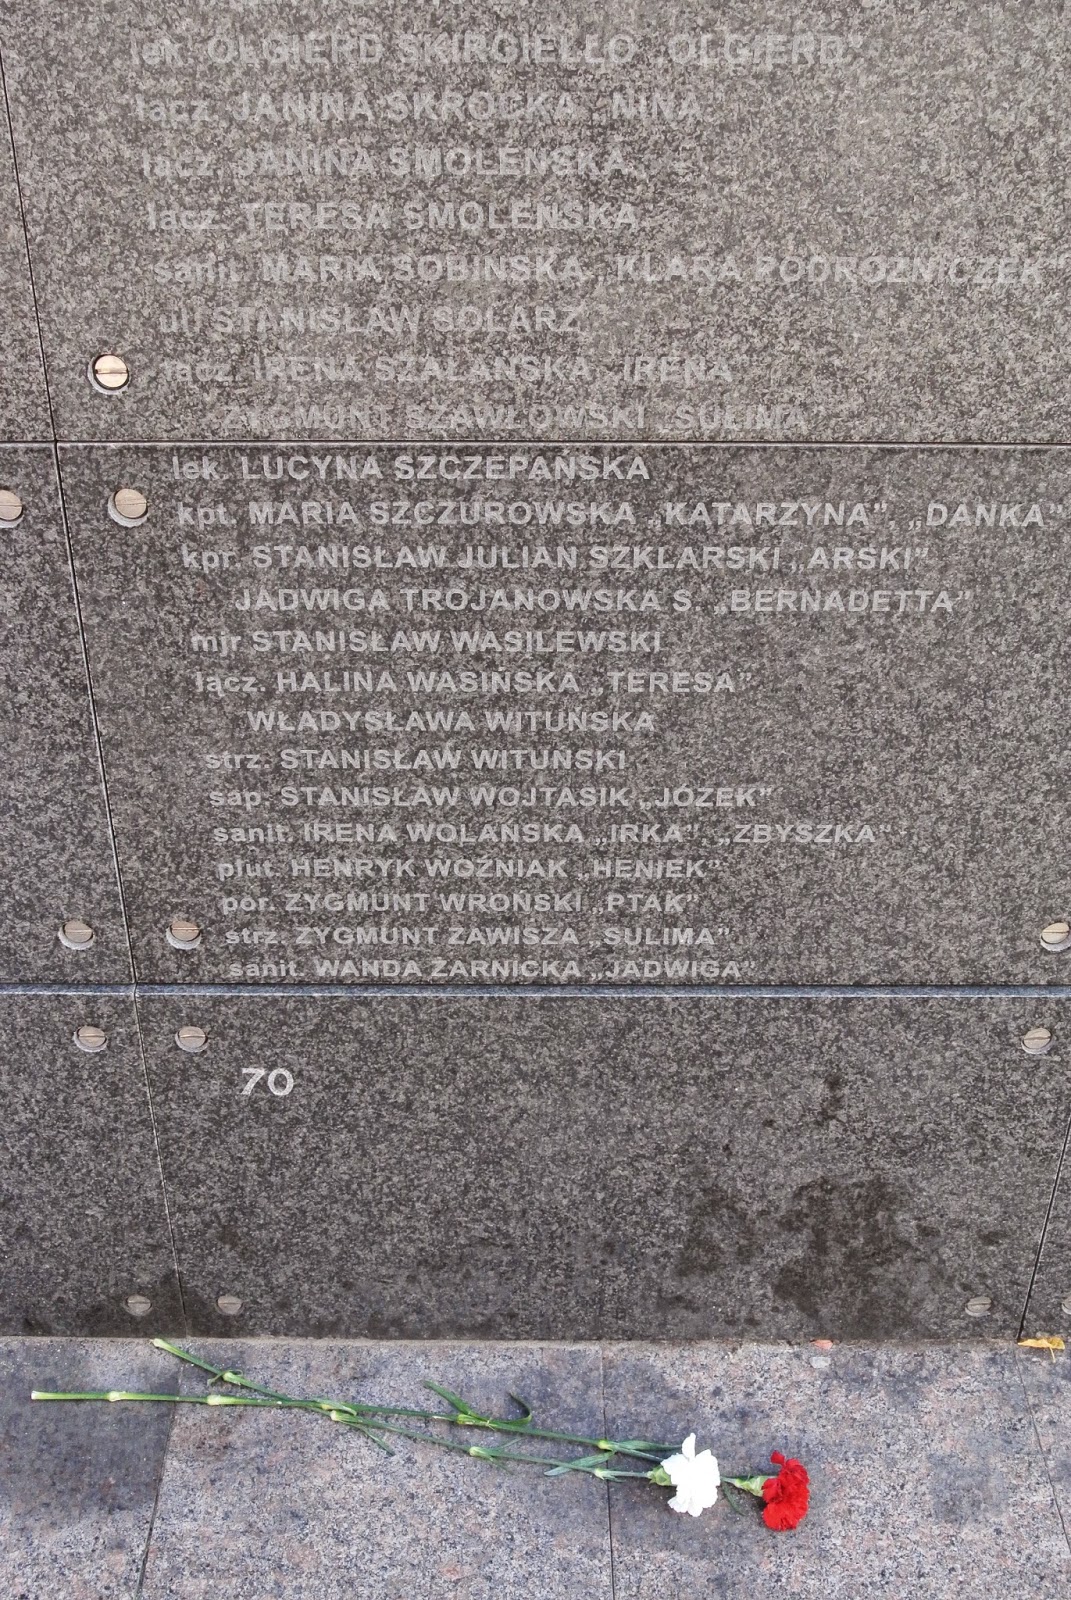 lek. OLGIERD SKIRGIEŁŁO „OLGIERD”
łącz. JANINA SKROCKA „NINA
łącz. JANINA SMOLEŃSKA
łącz. TERESA SMOLEŃSKA
sanit. MARIA SOBIŃSKA „KLARA PODRÓŻNICZEK”
uł. STANISŁAW SOLARZ
łącz. IRENA SZALAŃSKA „IRENA
ZYGMUNT SZAWŁOWSKI „SULIMA”
lek. LUCYNA SZCZEPAŃSKA
kpt. MARIA SZCZUROWSKA „KATARZYNA”, „DANKA”
kpr. STANISŁAW JULIAN SZKLARSKI „ARSKI”
JADWIGA TROJANOWSKA S. „BERNADETTA”
mjr STANISŁAW WASILEWSKI
łącz. HALINA WASIŃSKA „TERESA”
WŁADYSŁAWA WITUŃSKA
strz. STANISŁAW WITUŃSKI
sap. STANISŁAW WOJTASIK „JÓZEK”
sanit. IRENA WOLAŃSKA „IRKA”, „ZBYSZKA”
plut. HENRYK WOŹNIAK „HENIEK”
por. ZYGMUNT WROŃSKI „PTAK”
strz. ZYGMUNT ZAWISZA „SULIMA”
sanit. WANDA ŻARNICKA „JADWIGA”
70